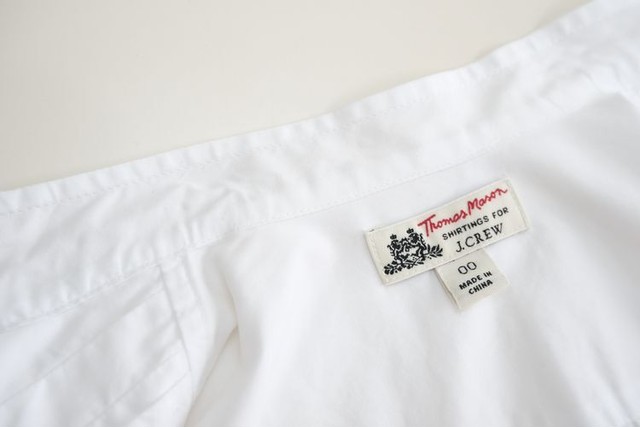 Thomas Mason
SHIRTINGS FOR
J.CREW
00
MADE IN
CHINA